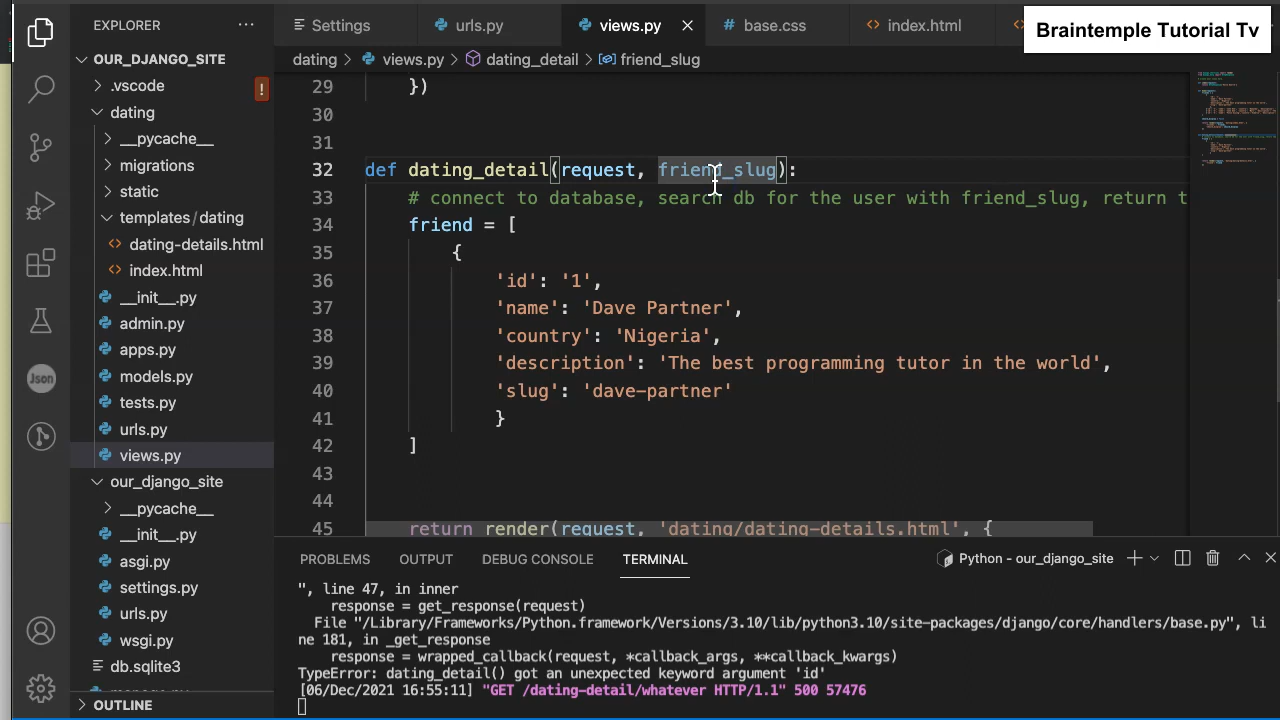 EXPLORER
Settings
urls.py
views.py
base.css
index.html
Braintemple Tutorial Tv
OUR_DJANGO_SITE
dating > views.py > dating_detail > friend_slug
.vscode
!
dating
__pycache__
migrations
static
templates/dating
dating-details.html
index.html
__init__.py
admin.py
apps.py
models.py
tests.py
urls.py
views.py
our_django_site
__pycache__
__init__.py
asgi.py
settings.py
urls.py
wsgi.py
db.sqlite3
OUTLINE
Json
29 })
30
31
32 def dating_detail(request, friend_slug):
33 # connect to database, search db for the user with friend_slug, return t
34 friend = [
35 {
36 'id': '1',
37 'name': 'Dave Partner',
38 'country': 'Nigeria',
39 'description': 'The best programming tutor in the world',
40 'slug': 'dave-partner'
41 }
42 ]
43
44
45 return render(request, 'dating/dating-details.html', {
PROBLEMS
OUTPUT
DEBUG CONSOLE
TERMINAL
Python - our_django_site
", line 47, in inner
response = get_response(request)
File "/Library/Frameworks/Python.framework/Versions/3.10/lib/python3.10/site-packages/django/core/handlers/base.py", li
ne 181, in _get_response
response = wrapped_callback(request, *callback_args, **callback_kwargs)
TypeError: dating_detail() got an unexpected keyword argument 'id'
[06/Dec/2021 16:55:11] "GET /dating-detail/whatever HTTP/1.1" 500 57476